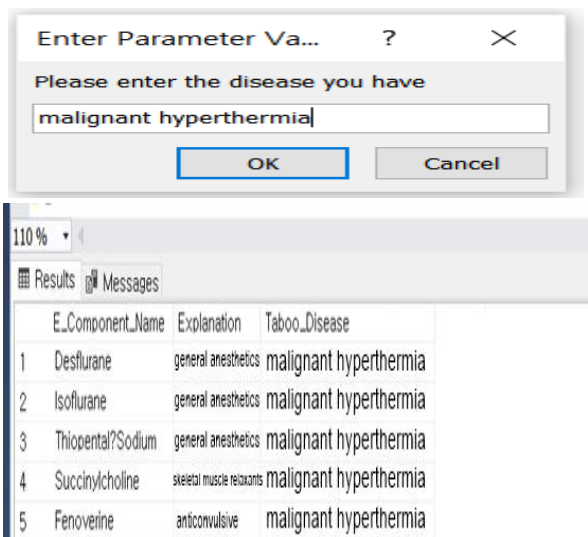 Enter Parameter Va... ? ×
Please enter the disease you have
malignant hyperthermia
OK Cancel
110 %
Results Messages
E_Component_Name Explanation Taboo_Disease
1 Desflurane general anesthetics malignant hyperthermia
2 Isoflurane general anesthetics malignant hyperthermia
3 Thiopental?Sodium general anesthetics malignant hyperthermia
4 Succinylcholine skeletal muscle relaxants malignant hyperthermia
5 Fenoverine anticonvulsive malignant hyperthermia